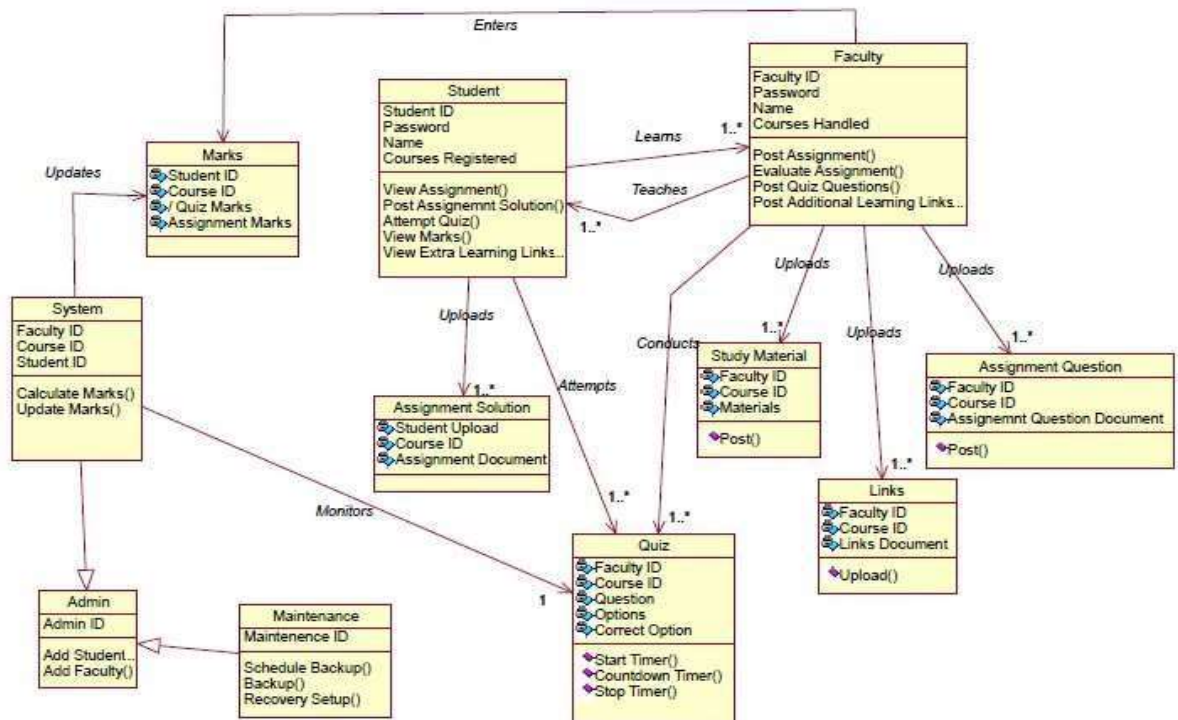 Enters
Faculty
Faculty ID
Password
Name
Courses Handled
Post Assignment()
Evaluate Assignment()
Post Quiz Questions()
Post Additional Learning Links...
Student
Student ID
Password
Name
Courses Registered
View Assignment()
Post Assignemnt Solution()
Attempt Quiz()
View Marks()
View Extra Learning Links...
Learns
1..*
Teaches
1..*
Marks
Student ID
Course ID
/ Quiz Marks
Assignment Marks
Updates
System
Faculty ID
Course ID
Student ID
Calculate Marks()
Update Marks()
Uploads
1..*
Attempts
1..*
Conducts
1..*
Uploads
1..*
Uploads
1..*
Uploads
1..*
Study Material
Faculty ID
Course ID
Materials
Post()
Assignment Question
Faculty ID
Course ID
Assignemnt Question Document
Post()
Assignment Solution
Student Upload
Course ID
Assignment Document
Links
Faculty ID
Course ID
Links Document
Upload()
Monitors
1
Quiz
Faculty ID
Course ID
Question
Options
Correct Option
Start Timer()
Countdown Timer()
Stop Timer()
Admin
Admin ID
Add Student...
Add Faculty()
Maintenance
Maintenence ID
Schedule Backup()
Backup()
Recovery Setup()